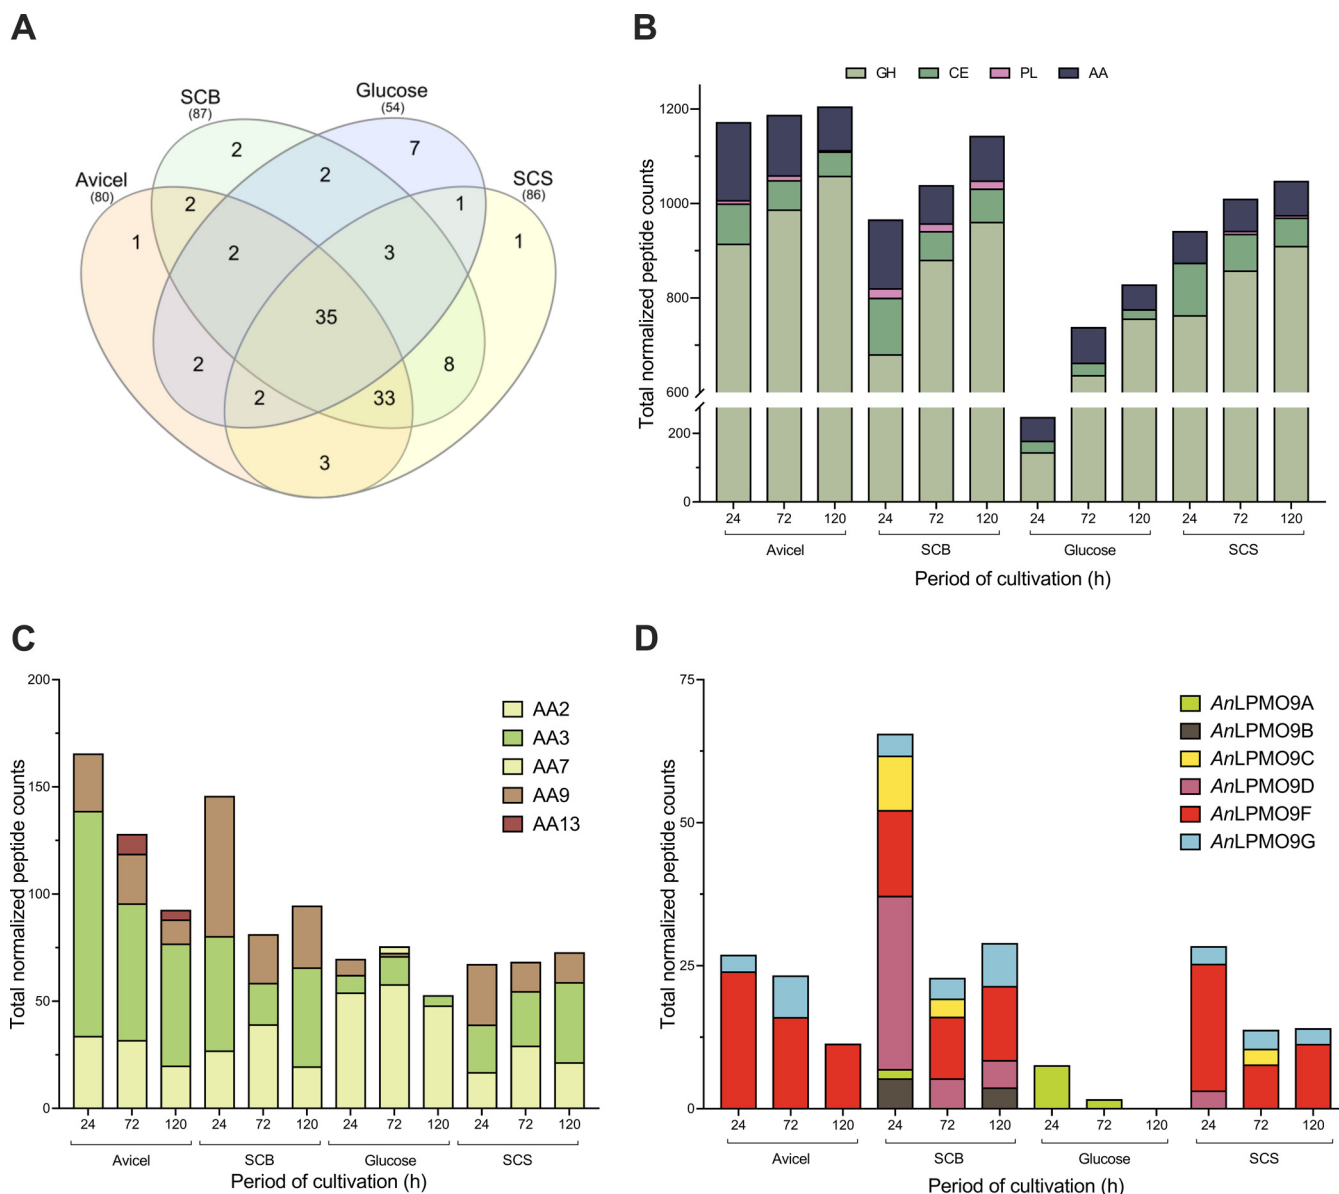 A
SCB
(87)
Glucose
(54)
Avicel
(80)
SCS
(86)
2
7
2
2
1
1
1
2
3
35
2
8
2
33
3
B
GH CE PL AA
Total normalized peptide counts
1200
1000
800
600
200
0
24 72 120 24 72 120 24 72 120 24 72 120
Avicel SCB Glucose SCS
Period of cultivation (h)
C
Total normalized peptide counts
200
150
100
50
0
AA2
AA3
AA7
AA9
AA13
24 72 120 24 72 120 24 72 120 24 72 120
Avicel SCB Glucose SCS
Period of cultivation (h)
D
Total normalized peptide counts
75
50
25
0
AnLPMO9A
AnLPMO9B
AnLPMO9C
AnLPMO9D
AnLPMO9F
AnLPMO9G
24 72 120 24 72 120 24 72 120 24 72 120
Avicel SCB Glucose SCS
Period of cultivation (h)